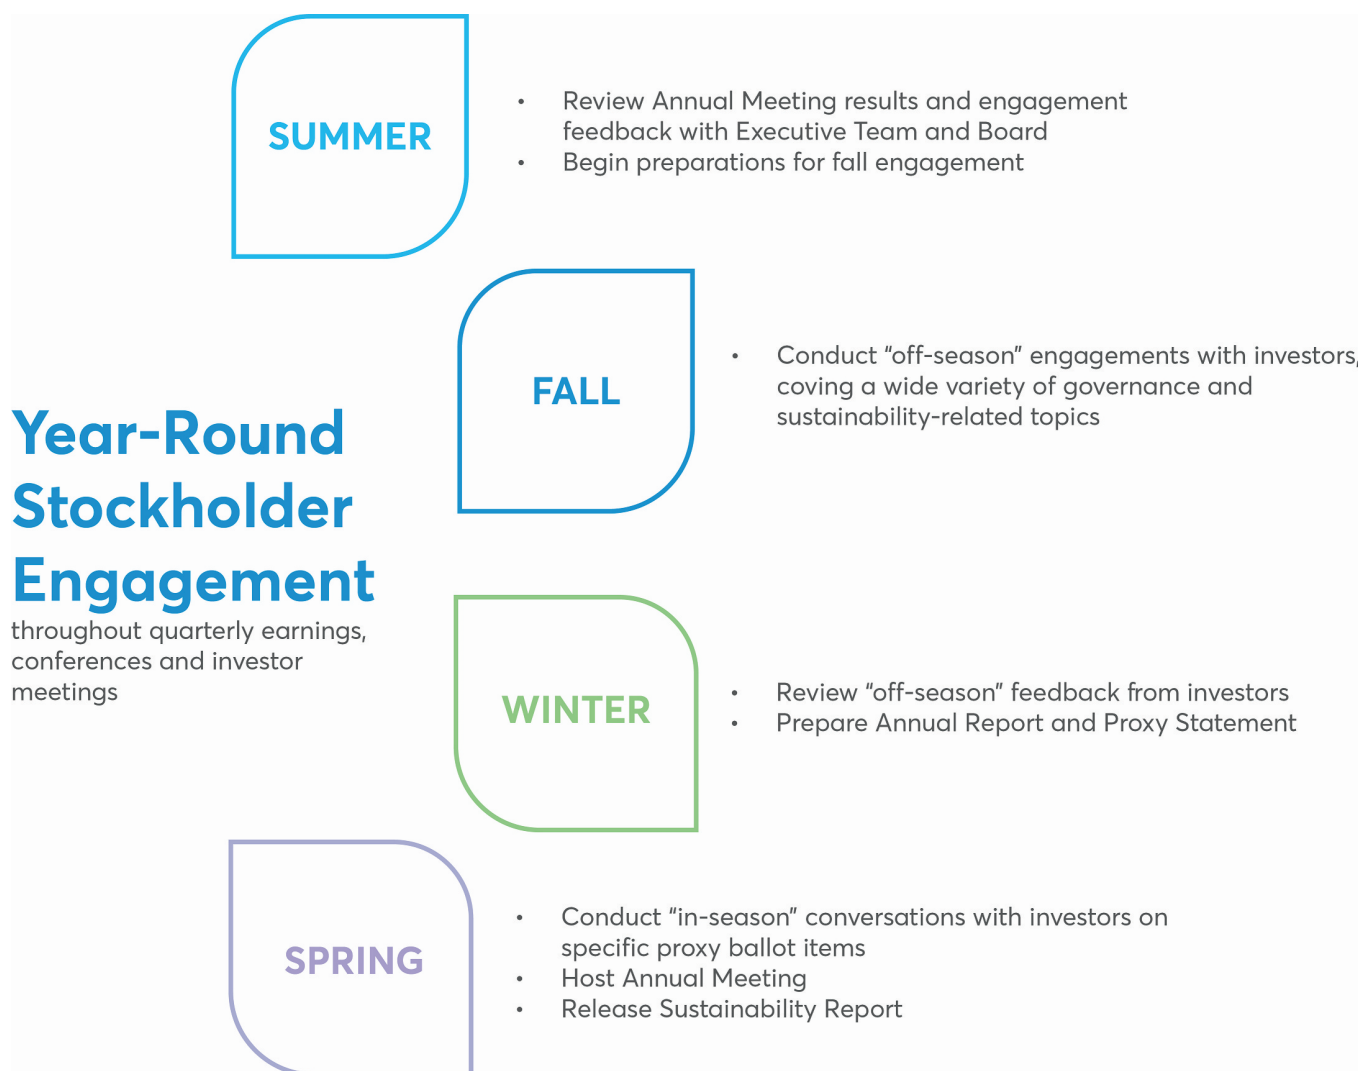 SUMMER
• Review Annual Meeting results and engagement
feedback with Executive Team and Board
• Begin preparations for fall engagement
FALL
• Conduct “off-season” engagements with investors,
coving a wide variety of governance and
sustainability-related topics
Year-Round
Stockholder
Engagement
throughout quarterly earnings,
conferences and investor
meetings
WINTER
• Review “off-season” feedback from investors
• Prepare Annual Report and Proxy Statement
SPRING
• Conduct “in-season” conversations with investors on
specific proxy ballot items
• Host Annual Meeting
• Release Sustainability Report